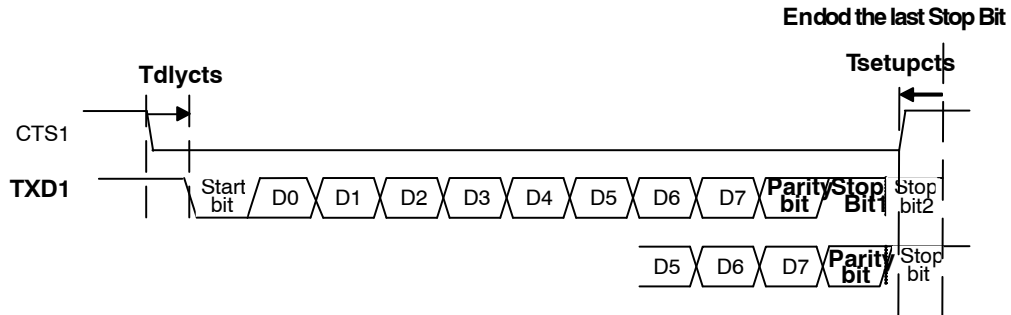 Endod the last Stop Bit
Tdlycts
Tsetupcts
CTS1
TXD1
Start bit
D0
D1
D2
D3
D4
D5
D6
D7
Parity bit
Stop Bit1
Stop bit2
D5
D6
D7
Parity bit
Stop bit